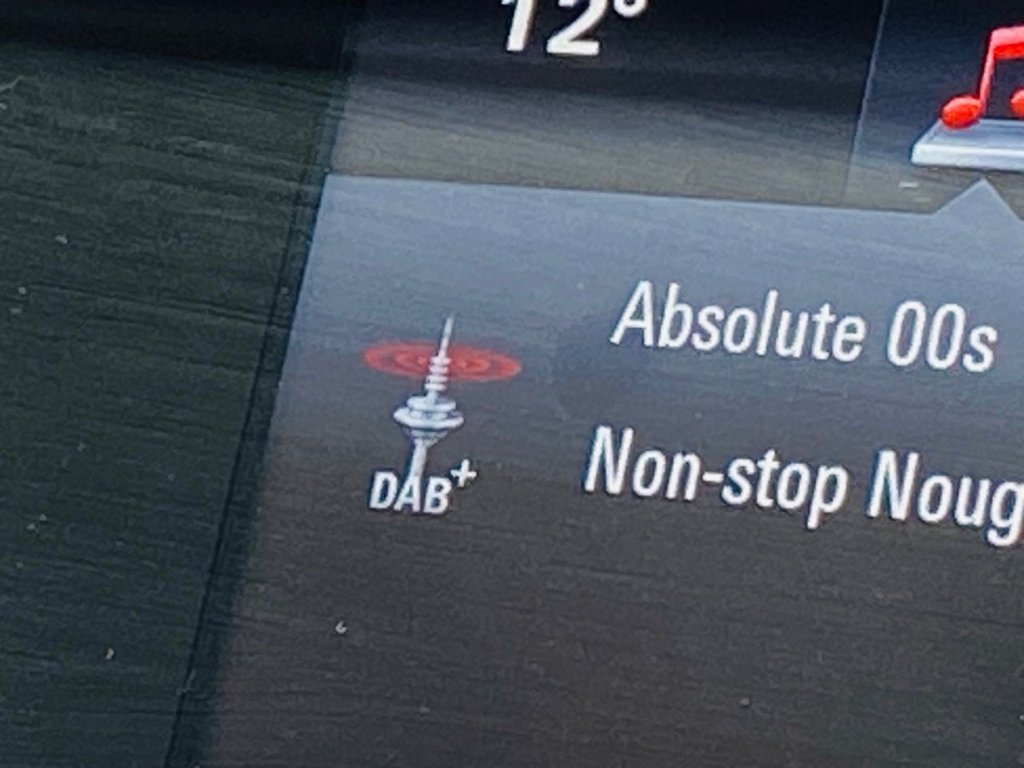 12°
Absolute 00s
DAB+
Non-stop Noug